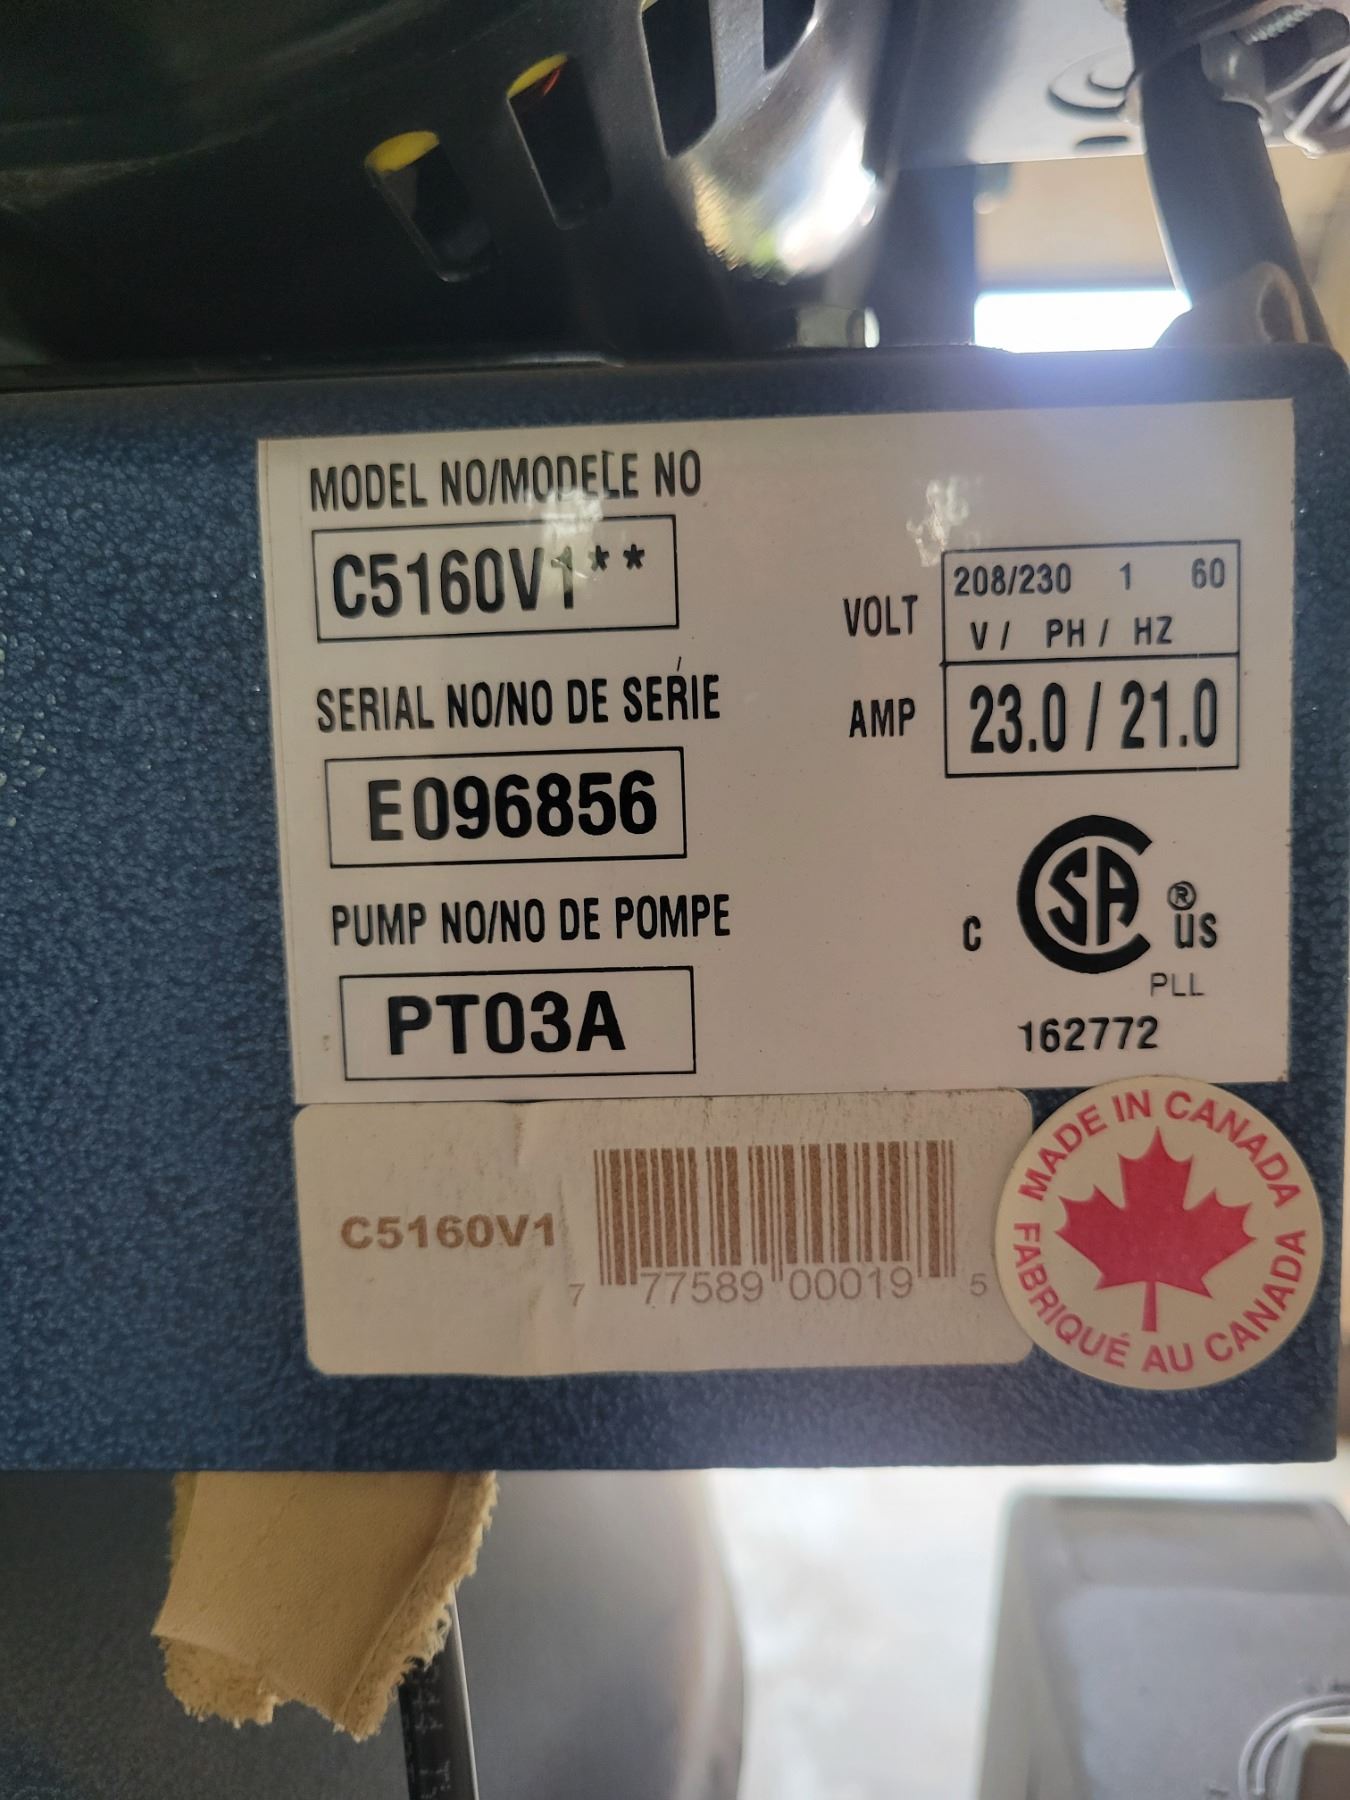 MODEL NO/MODELE NO
C5160V1**
SERIAL NO/NO DE SERÍE
E096856
PUMP NO/NO DE POMPE
PT03A
VOLT
208/230 1 60
V / PH / HZ
AMP
23.0 / 21.0
C SA ® US
PLL
162772
C5160V1
7 77589 00019 5
MADE IN CANADA
FABRIQUÉ AU CANADA